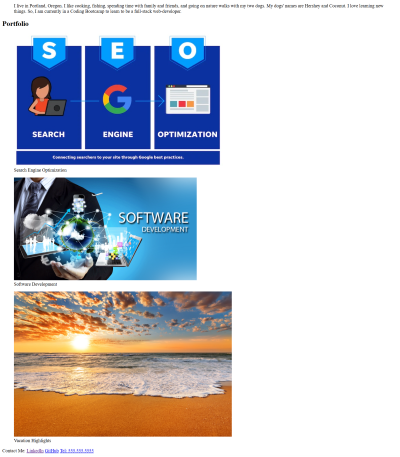 I live in Portland, Oregon. I like cooking, fishing, spending time with family and friends, and going on nature walks with my two dogs. My dogs' names are Hershey and Coconut. I love learning new
things. So, I am currently in a Coding Bootcamp to learn to be a full-stack web-developer.
Portfolio
S E O
SEARCH ENGINE OPTIMIZATION
Connecting searchers to your site through Google best practices.
Search Engine Optimization
SOFTWARE
DEVELOPMENT
Software Development
Vacation Highlights
Contact Me: LinkedIn GitHub Tel: 555.555.5555